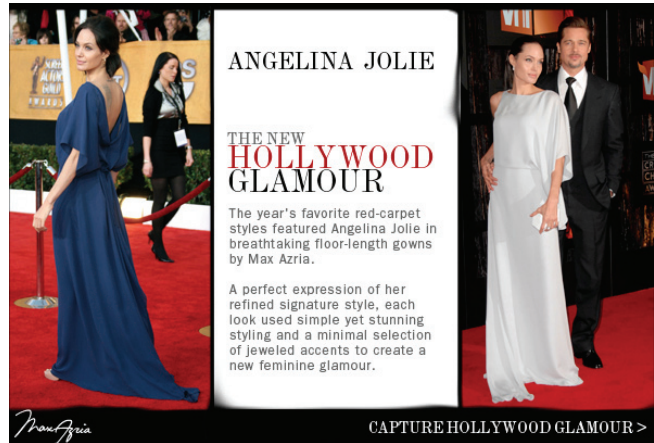 ANGELINA JOLIE
THE NEW
HOLLYWOOD
GLAMOUR
The year's favorite red-carpet
styles featured Angelina Jolie in
breathtaking floor-length gowns
by Max Azria.
A perfect expression of her
refined signature style, each
look used simple yet stunning
styling and a minimal selection
of jeweled accents to create a
new feminine glamour.
Max Azria
CAPTURE HOLLYWOOD GLAMOUR >